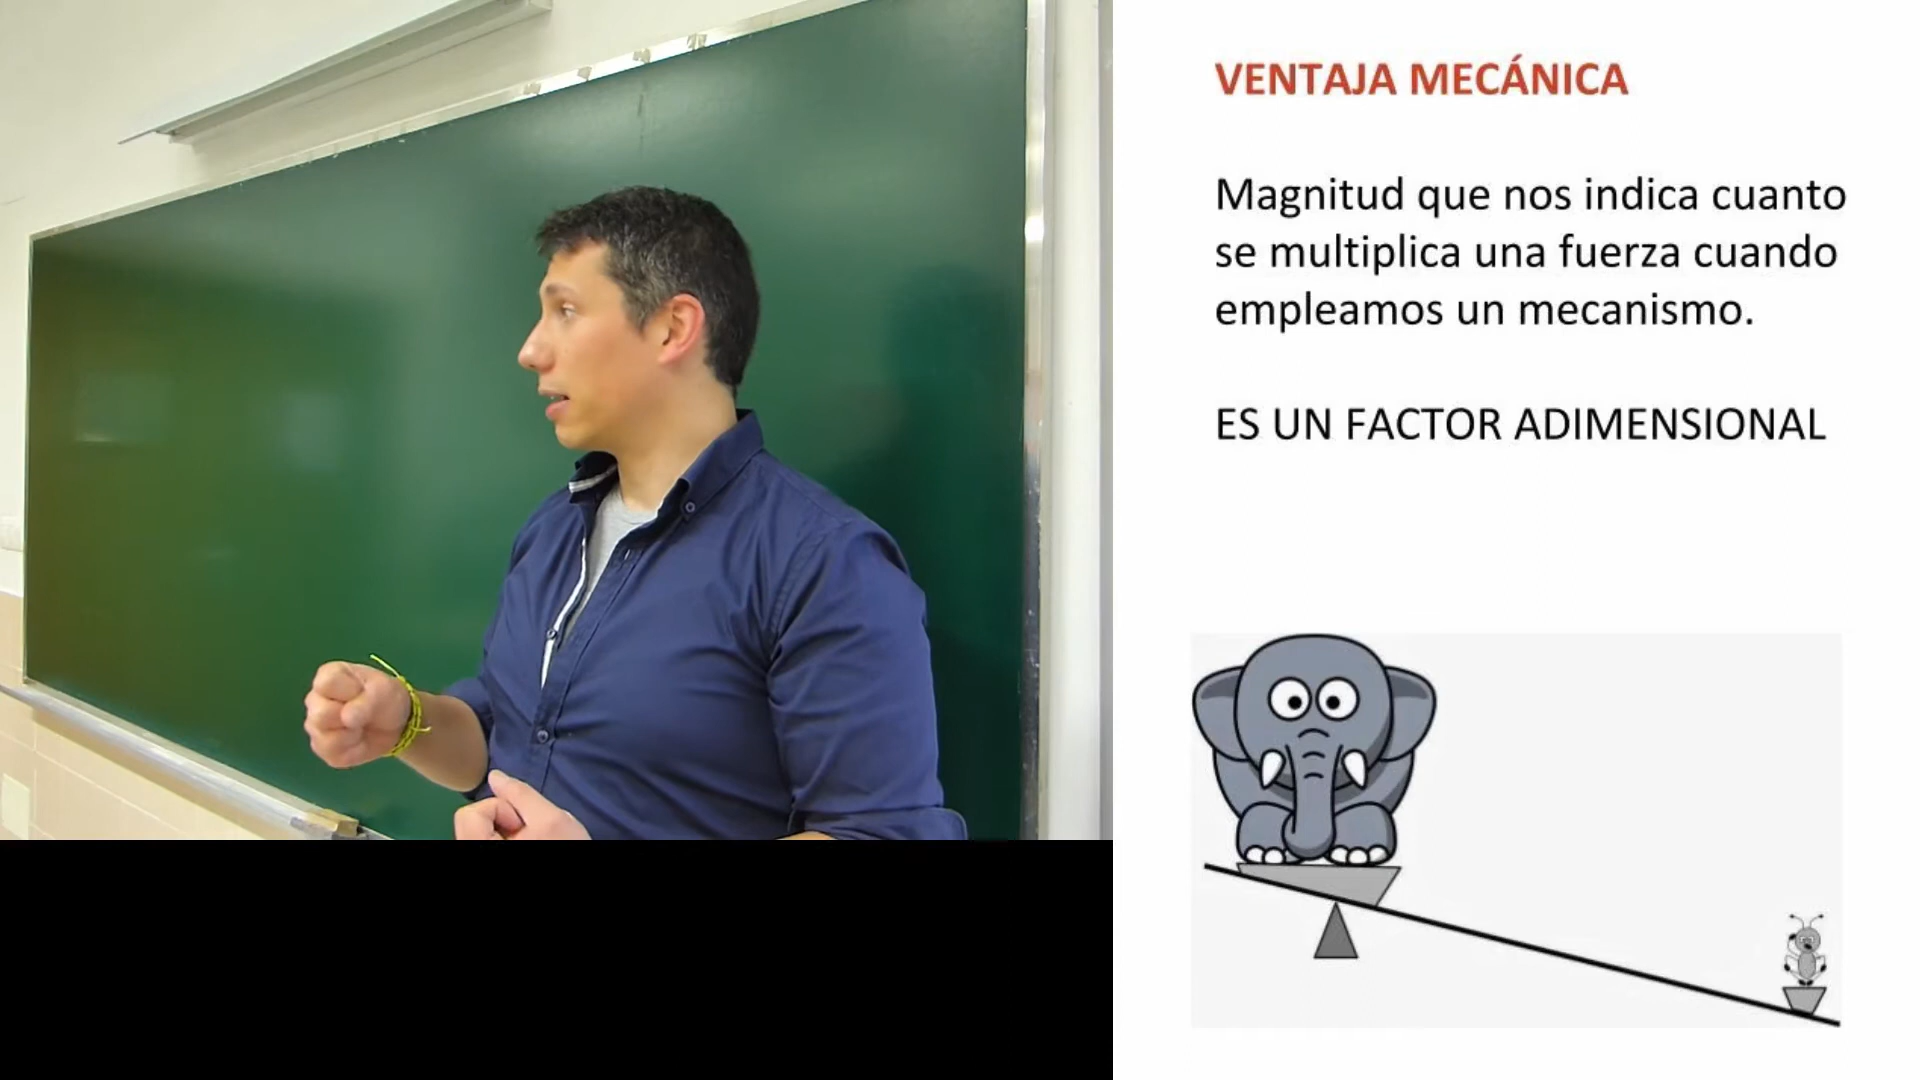 VENTAJA MECÁNICA
Magnitud que nos indica cuanto
se multiplica una fuerza cuando
empleamos un mecanismo.
ES UN FACTOR ADIMENSIONAL